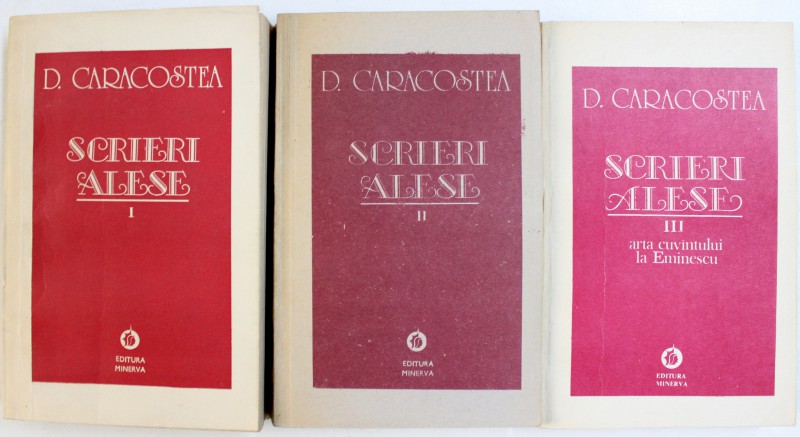 D. CARACOSTEA
SCRIERI
ALESE
I
EDITURA
MINERVA
D. CARACOSTEA
SCRIERI
ALESE
II
EDITURA
MINERVA
D. CARACOSTEA
SCRIERI
ALESE
III
arta cuvîntului
la Eminescu
EDITURA
MINERVA